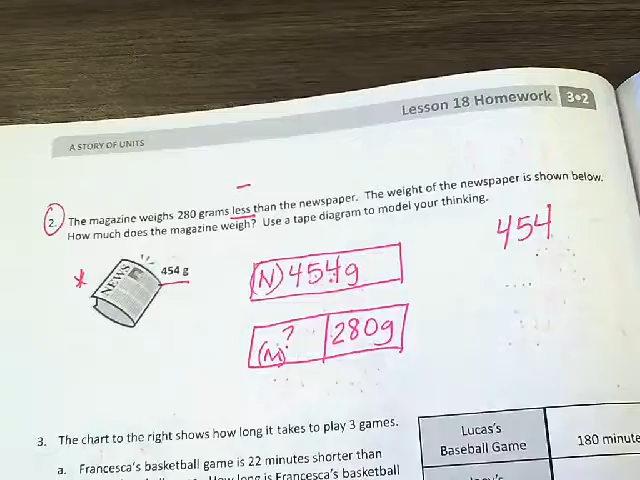 Lesson 18 Homework 3•2
A STORY OF UNITS
2. The magazine weighs 280 grams less than the newspaper. The weight of the newspaper is shown below.
How much does the magazine weigh? Use a tape diagram to model your thinking.
454
NEWS
454 g
(N) 454g
(M) ? 280g
3. The chart to the right shows how long it takes to play 3 games.
a. Francesca's basketball game is 22 minutes shorter than
Francesca's basketball
Lucas's
Baseball Game
180 minute